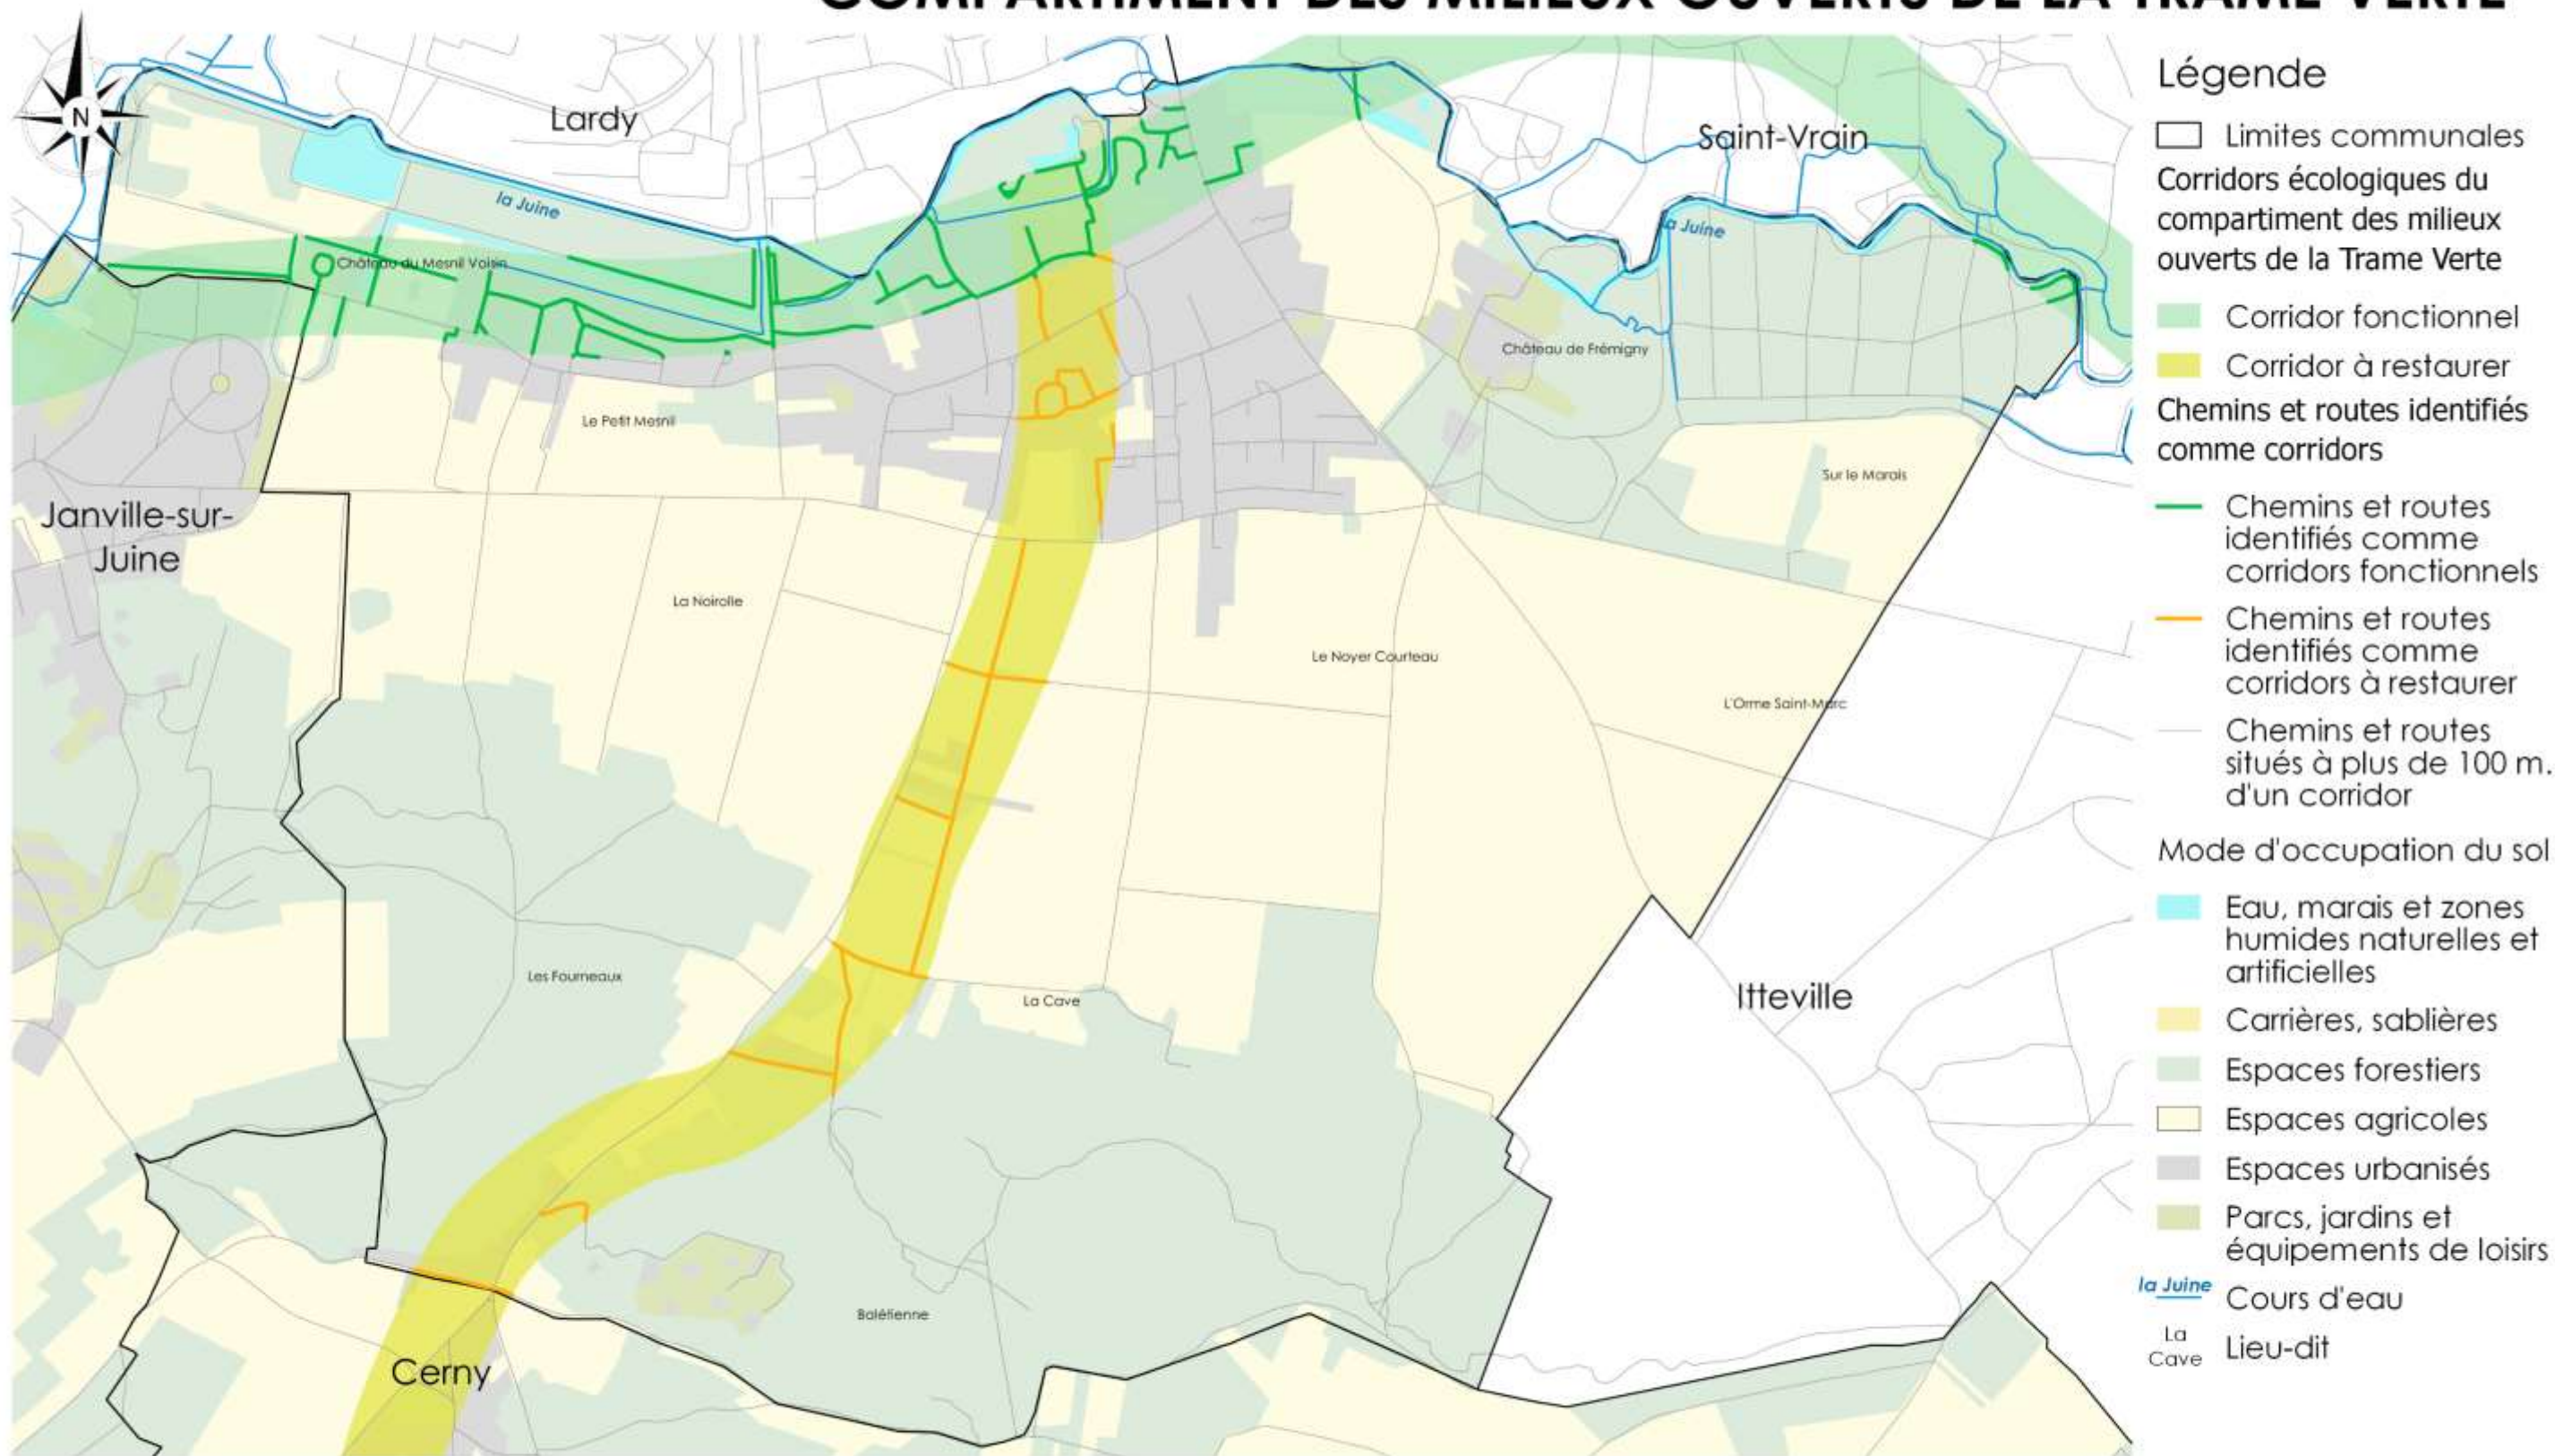 COMPARTIMENT DES MILIEUX OUVERTS DE LA TRAME VERTE
N
Lardy
Saint-Vrain
la Juine
la Juine
Château du Mesnil Voisin
Château de Frémigny
Le Petit Mesnil
Sur le Marais
Janville-sur-
Juine
La Noirolle
Le Noyer Courteau
L'Orme Saint-Marc
Les Fourneaux
La Cave
Itteville
Balétienne
Cerny
Légende
Limites communales
Corridors écologiques du
compartiment des milieux
ouverts de la Trame Verte
Corridor fonctionnel
Corridor à restaurer
Chemins et routes identifiés
comme corridors
Chemins et routes
identifiés comme
corridors fonctionnels
Chemins et routes
identifiés comme
corridors à restaurer
Chemins et routes
situés à plus de 100 m.
d'un corridor
Mode d'occupation du sol
Eau, marais et zones
humides naturelles et
artificielles
Carrières, sablières
Espaces forestiers
Espaces agricoles
Espaces urbanisés
Parcs, jardins et
équipements de loisirs
la Juine
Cours d'eau
La
Cave
Lieu-dit